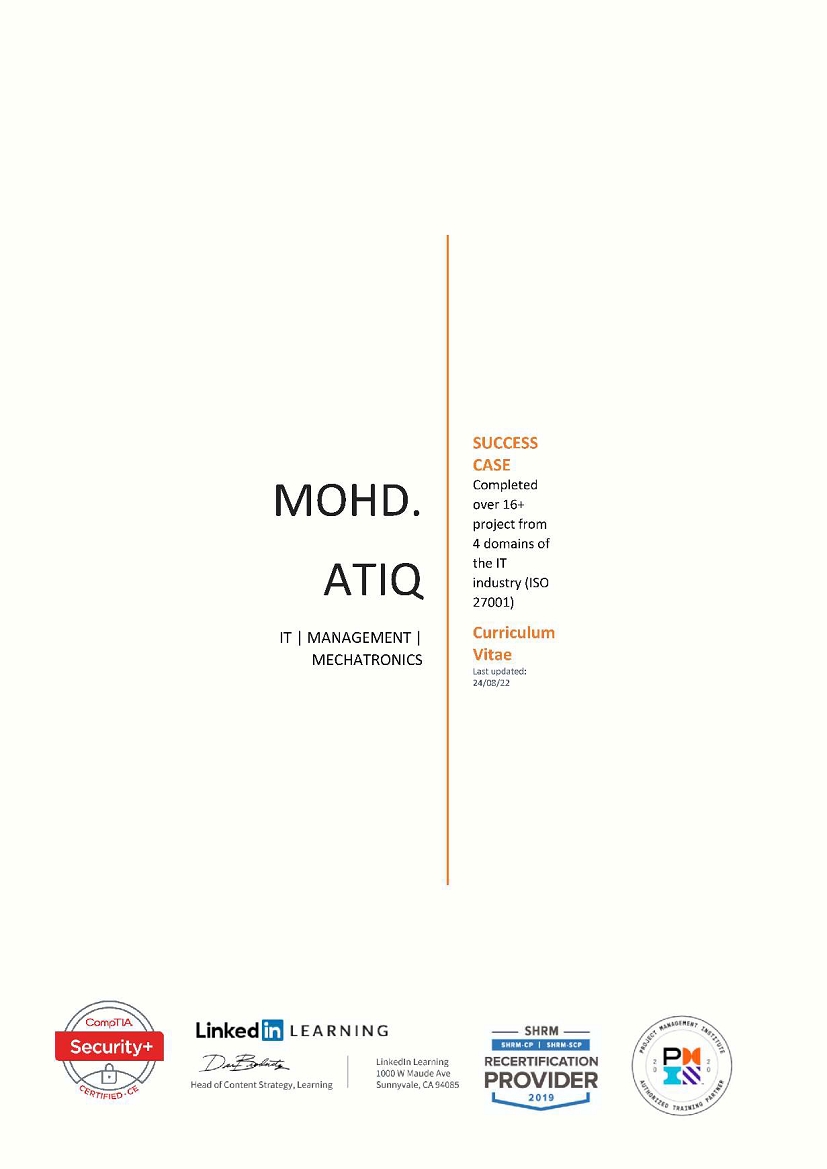 MOHD.
ATIQ
IT | MANAGEMENT |
MECHATRONICS
SUCCESS
CASE
Completed
over 16+
project from
4 domains of
the IT
industry (ISO
27001)
Curriculum
Vitae
Last updated:
24/08/22
CompTIA
Security+
CERTIFIED-CE
Linked in LEARNING
Head of Content Strategy, Learning
LinkedIn Learning
1000 W Maude Ave
Sunnyvale, CA 94085
SHRM
SHRM-CP | SHRM-SCP
RECERTIFICATION
PROVIDER
2019
PROJECT MANAGEMENT INSTITUTE
20 20
AUTHORIZED TRAINING PARTNER